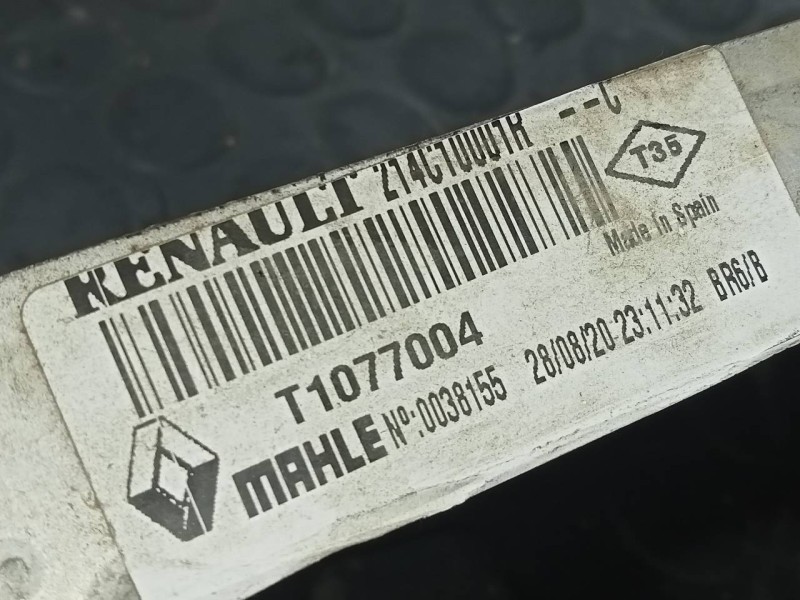 RENAULT 214C10001R --C
T35
Made in Spain
T1077004
MAHLE Nº:0038155 28/08/20-23:11:32 BR6/B